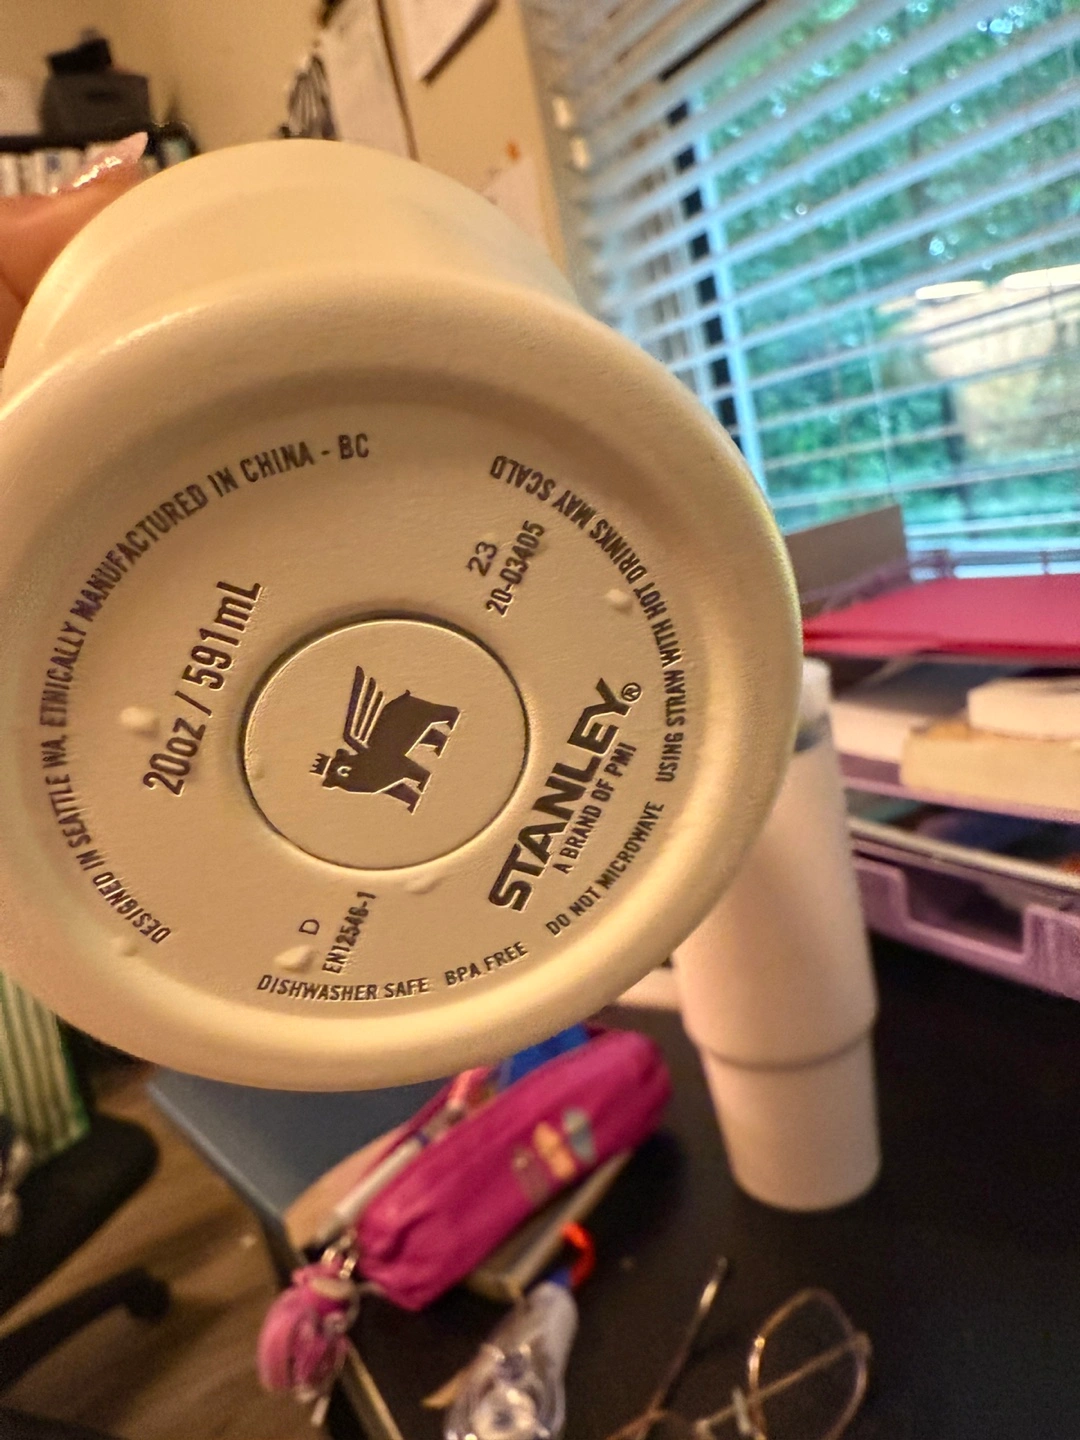 DESIGNED IN SEATTLE WA. ETHICALLY MANUFACTURED IN CHINA - BC
20oz / 591mL
23
20-03405
STANLEY®
A BRAND OF PMI
D
EN12546-1
DISHWASHER SAFE BPA FREE DO NOT MICROWAVE USING STRAW WITH HOT DRINKS MAY SCALD